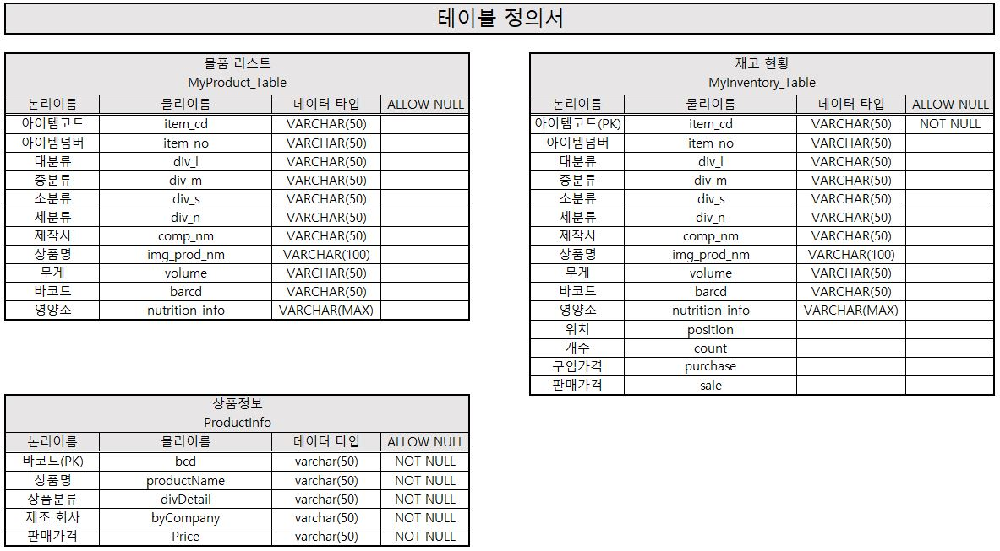 테이블 정의서
물품 리스트
MyProduct_Table
논리이름 물리이름 데이터 타입 ALLOW NULL
아이템코드 item_cd VARCHAR(50)
아이템넘버 item_no VARCHAR(50)
대분류 div_l VARCHAR(50)
중분류 div_m VARCHAR(50)
소분류 div_s VARCHAR(50)
세분류 div_n VARCHAR(50)
제작사 comp_nm VARCHAR(50)
상품명 img_prod_nm VARCHAR(100)
무게 volume VARCHAR(50)
바코드 barcd VARCHAR(50)
영양소 nutrition_info VARCHAR(MAX)
재고 현황
MyInventory_Table
논리이름 물리이름 데이터 타입 ALLOW NULL
아이템코드(PK) item_cd VARCHAR(50) NOT NULL
아이템넘버 item_no VARCHAR(50)
대분류 div_l VARCHAR(50)
중분류 div_m VARCHAR(50)
소분류 div_s VARCHAR(50)
세분류 div_n VARCHAR(50)
제작사 comp_nm VARCHAR(50)
상품명 img_prod_nm VARCHAR(100)
무게 volume VARCHAR(50)
바코드 barcd VARCHAR(50)
영양소 nutrition_info VARCHAR(MAX)
위치 position
개수 count
구입가격 purchase
판매가격 sale
상품정보
ProductInfo
논리이름 물리이름 데이터 타입 ALLOW NULL
바코드(PK) bcd varchar(50) NOT NULL
상품명 productName varchar(50) NOT NULL
상품분류 divDetail varchar(50) NOT NULL
제조 회사 byCompany varchar(50) NOT NULL
판매가격 Price varchar(50) NOT NULL